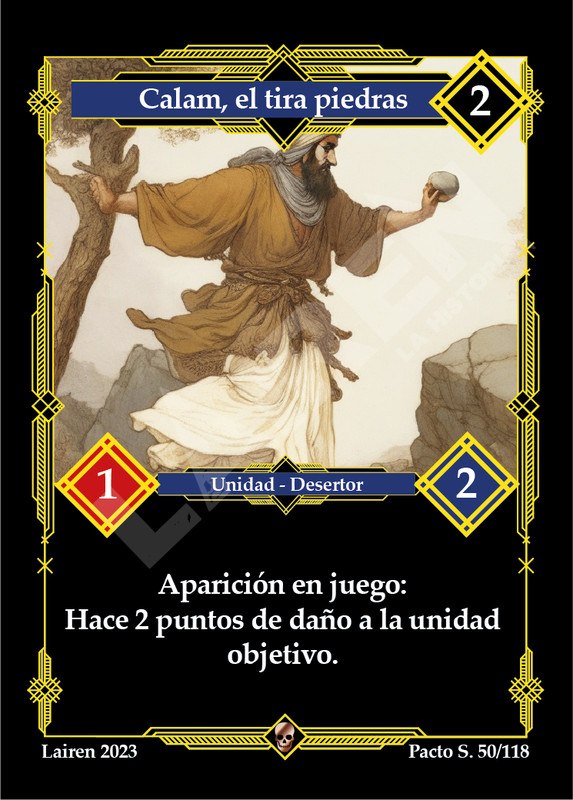 Calam, el tira piedras
2
1
Unidad - Desertor
2
Aparición en juego:
Hace 2 puntos de daño a la unidad
objetivo.
Lairen 2023
Pacto S. 50/118